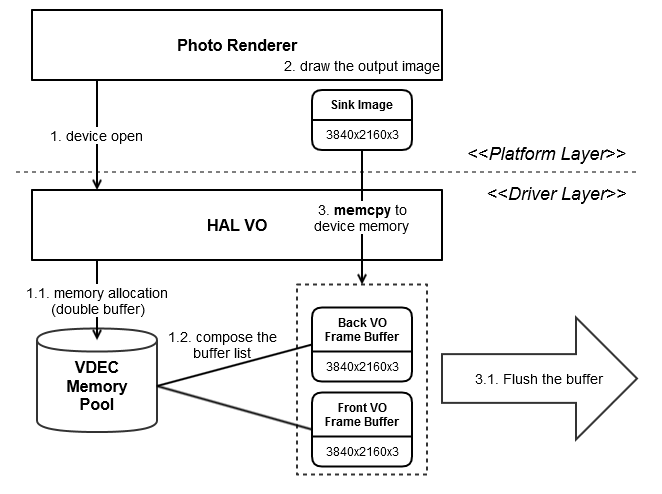 Photo Renderer
2. draw the output image
Sink Image
3840x2160x3
1. device open
<<Platform Layer>>
<<Driver Layer>>
3. memcpy to
device memory
HAL VO
1.1. memory allocation
(double buffer)
1.2. compose the
buffer list
VDEC
Memory
Pool
Back VO
Frame Buffer
3840x2160x3
3.1. Flush the buffer
Front VO
Frame Buffer
3840x2160x3